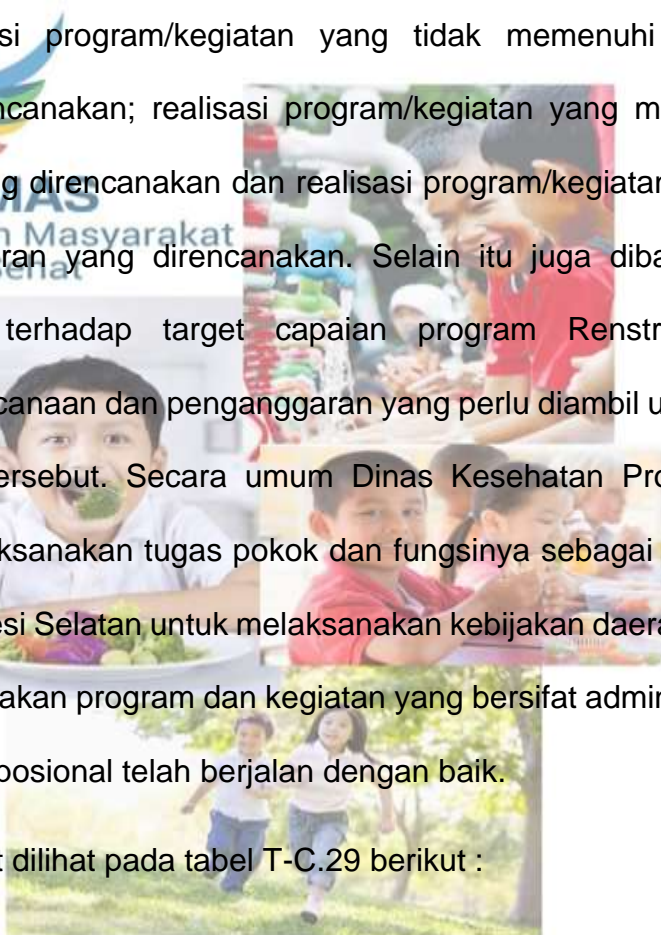 si program/kegiatan yang tidak memenuhi
ncanakan; realisasi program/kegiatan yang m
g direncanakan dan realisasi program/kegiatan
MAS
n Masyarakat
ran yang direncanakan. Selain itu juga diba
Sehat
terhadap target capaian program Renstr
canaan dan penganggaran yang perlu diambil u
ersebut. Secara umum Dinas Kesehatan Pro
ksanakan tugas pokok dan fungsinya sebagai
esi Selatan untuk melaksanakan kebijakan daera
akan program dan kegiatan yang bersifat admin
oosional telah berjalan dengan baik.
t dilihat pada tabel T-C.29 berikut :